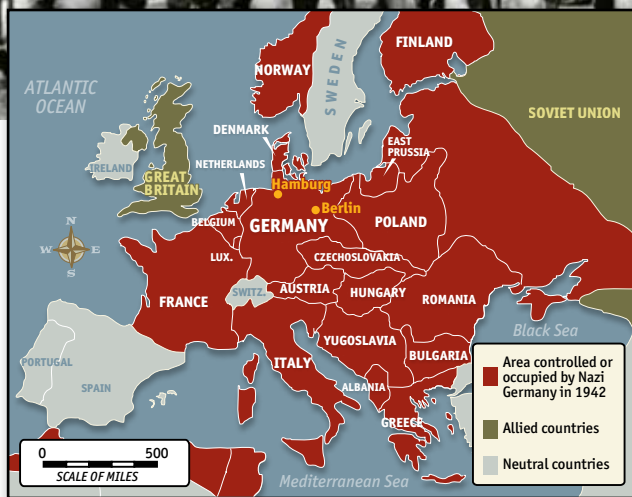 ATLANTIC
OCEAN
NORWAY
SWEDEN
FINLAND
SOVIET UNION
DENMARK
EAST
PRUSSIA
NETHERLANDS
IRELAND
GREAT
BRITAIN
Hamburg
Berlin
BELGIUM
GERMANY
POLAND
N
W E
S
LUX.
CZECHOSLOVAKIA
FRANCE
SWITZ.
AUSTRIA
HUNGARY
ROMANIA
Black Sea
YUGOSLAVIA
BULGARIA
ITALY
PORTUGAL
SPAIN
ALBANIA
GREECE
Mediterranean Sea
0 500
SCALE OF MILES
Area controlled or
occupied by Nazi
Germany in 1942
Allied countries
Neutral countries